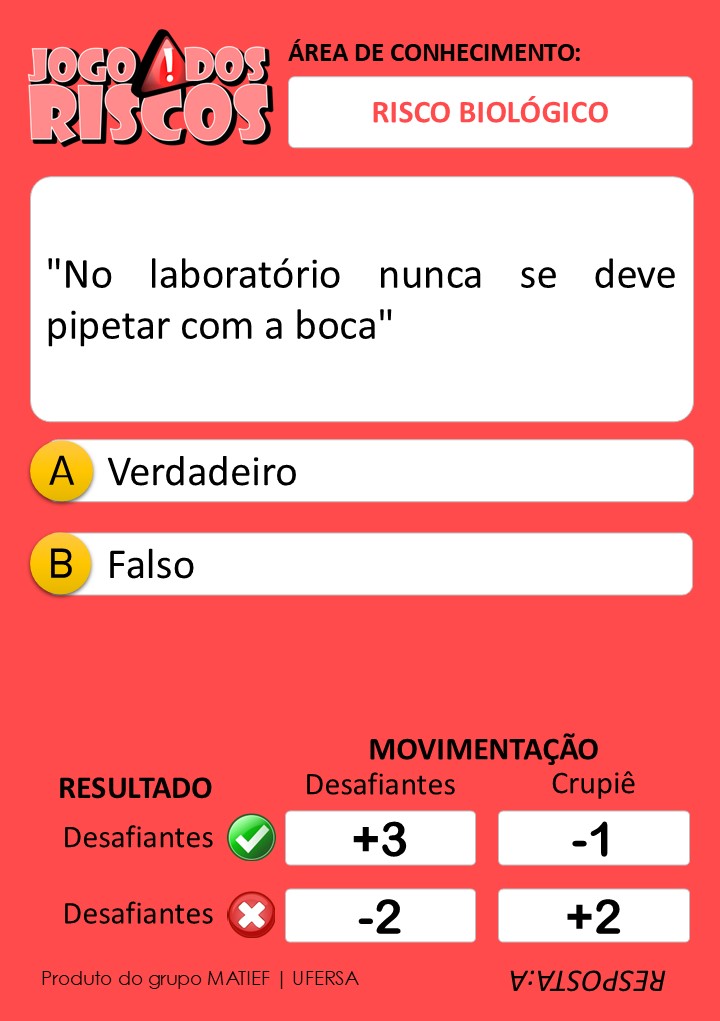 JOGO DOS
RISCOS
ÁREA DE CONHECIMENTO:
RISCO BIOLÓGICO
"No laboratório nunca se deve
pipetar com a boca"
A Verdadeiro
B Falso
MOVIMENTAÇÃO
RESULTADO Desafiantes Crupiê
Desafiantes +3 -1
Desafiantes -2 +2
Produto do grupo MATIEF | UFERSA
RESPOSTA:A